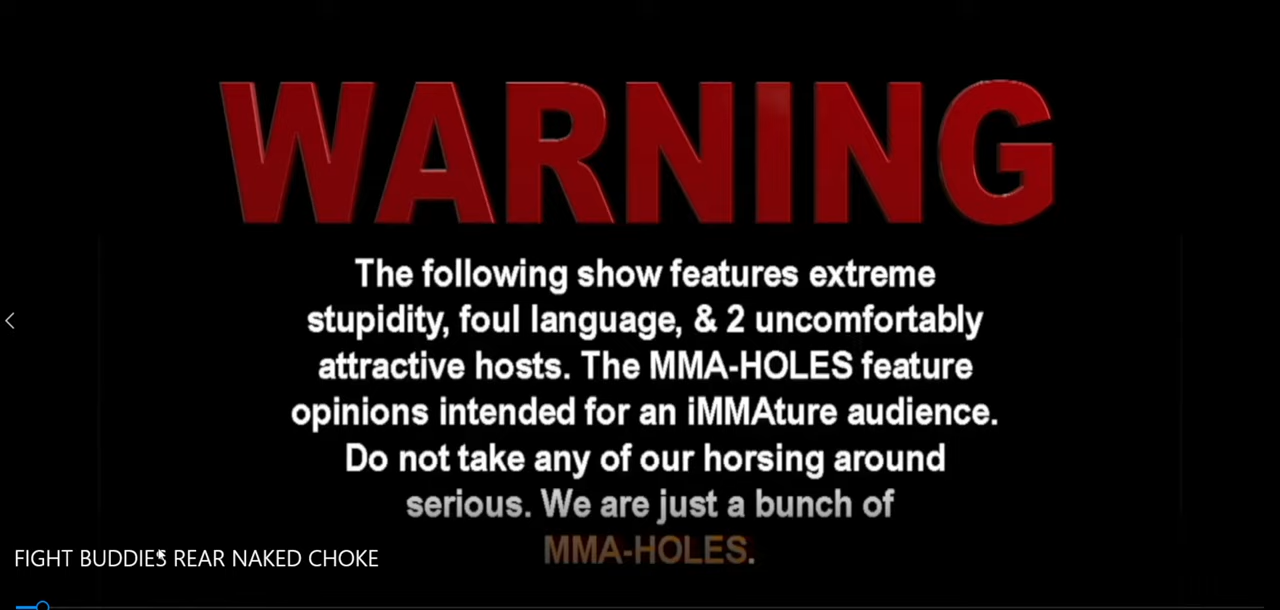 WARNING
The following show features extreme
stupidity, foul language, & 2 uncomfortably
attractive hosts. The MMA-HOLES feature
opinions intended for an iMMAture audience.
Do not take any of our horsing around
serious. We are just a bunch of
MMA-HOLES.
FIGHT BUDDIES REAR NAKED CHOKE